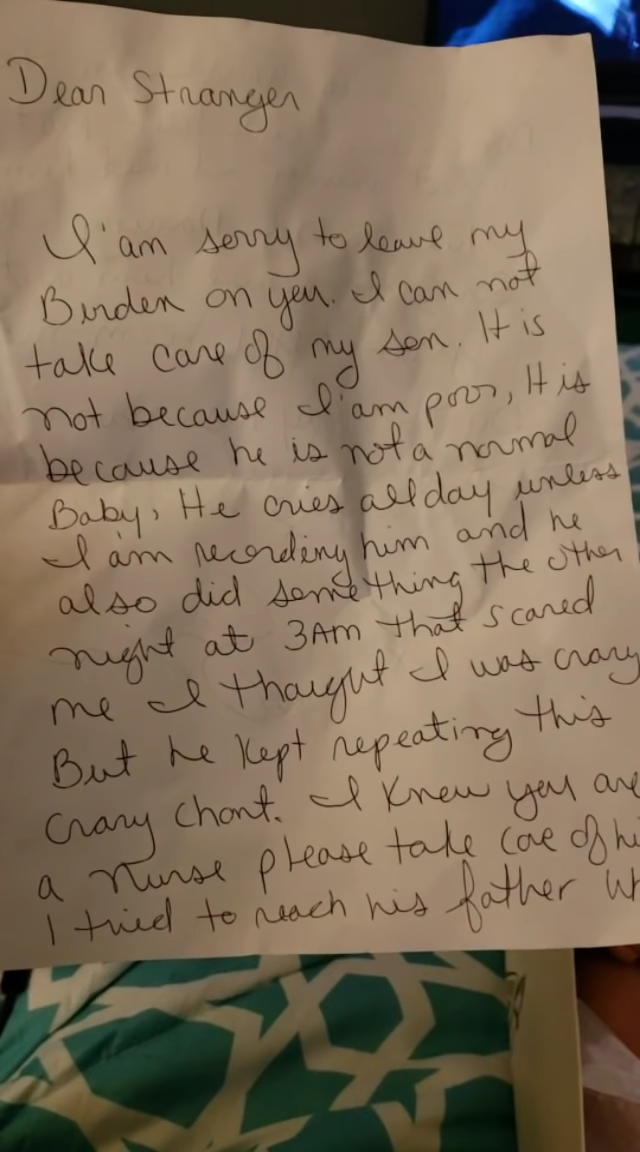 Dear Stranger
I'am sorry to leave my
Burden on you. I can not
take care of my son. It is
not because I'am poor, It is
because he is not a normal
Baby, He cries all day unless
I am recording him and he
also did something the other
night at 3AM that scared
me I thought I was crazy
But he kept repeating this
crazy chant. I knew you are
a nurse please take care of hi
I tried to reach his father